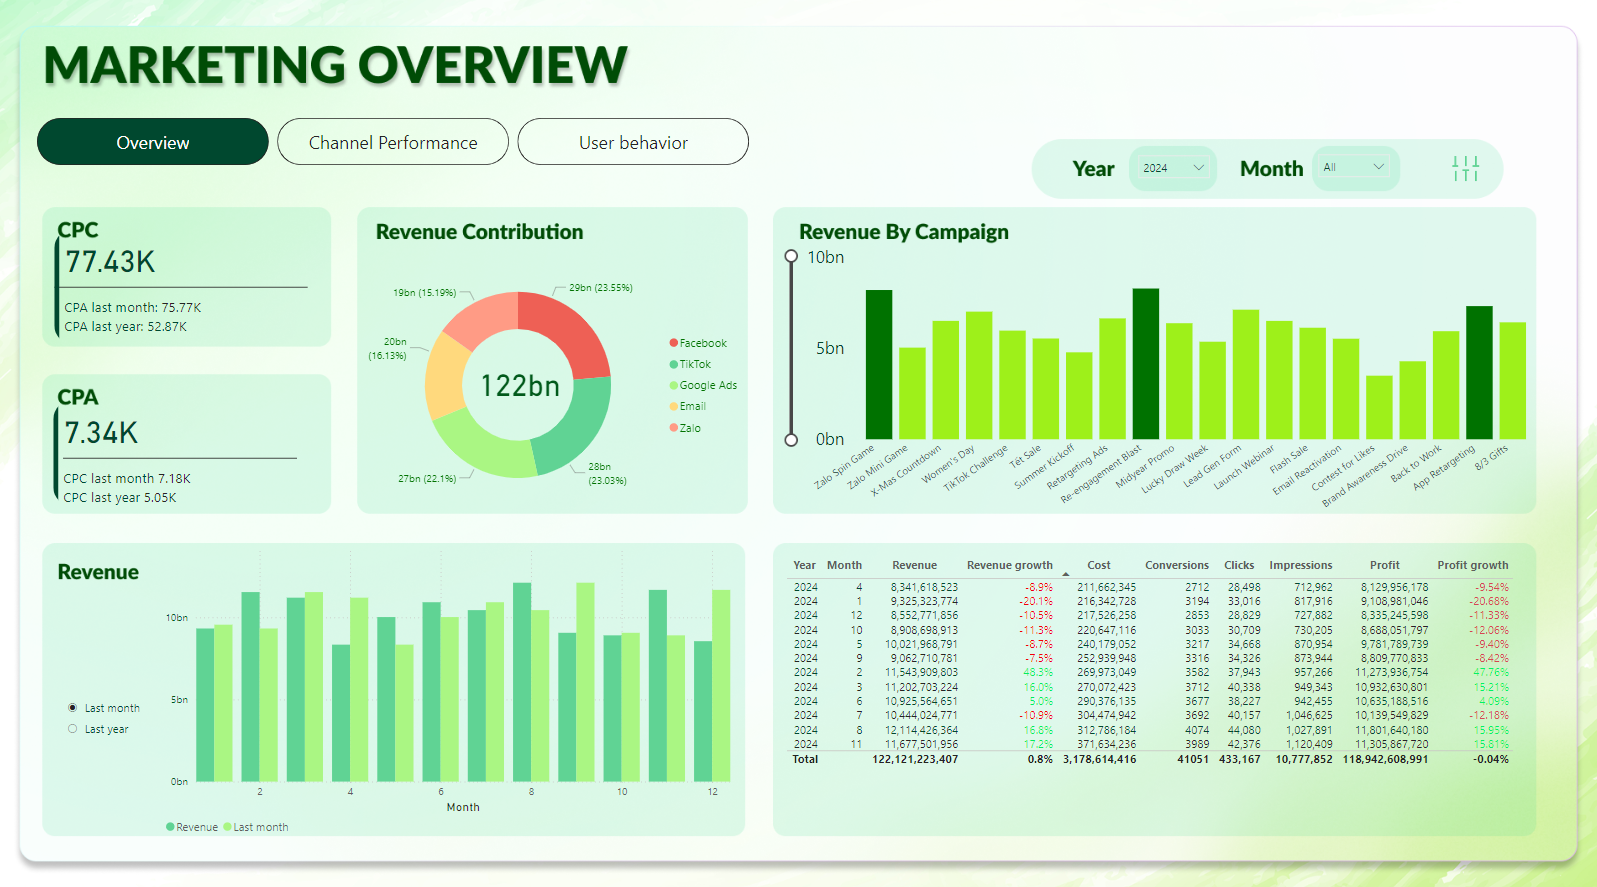 MARKETING OVERVIEW
Overview
Channel Performance
User behavior
Year
2024
Month
All
CPC
77.43K
CPA last month: 75.77K
CPA last year: 52.87K
CPA
7.34K
CPC last month 7.18K
CPC last year 5.05K
Revenue Contribution
19bn (15.19%)
29bn (23.55%)
20bn
(16.13%)
122bn
27bn (22.1%)
28bn
(23.03%)
Facebook
TikTok
Google Ads
Email
Zalo
Revenue By Campaign
10bn
5bn
0bn
Zalo Spin Game
Zalo Mini Game
X-Mas Countdown
Women's Day
TikTok Challenge
Tết Sale
Summer Kickoff
Retargeting Ads
Re-engagement Blast
Midyear Promo
Lucky Draw Week
Lead Gen Form
Launch Webinar
Flash Sale
Email Reactivation
Contest for Likes
Brand Awareness Drive
Back to Work
App Retargeting
8/3 Gifts
Revenue
Last month
Last year
10bn
5bn
0bn
2 4 6 8 10 12
Month
Revenue Last month
Year Month Revenue Revenue growth Cost Conversions Clicks Impressions Profit Profit growth
2024 4 8,341,618,523 -8.9% 211,662,345 2712 28,498 712,962 8,129,956,178 -9.54%
2024 1 9,325,323,774 -20.1% 216,342,728 3194 33,016 817,916 9,108,981,046 -20.68%
2024 12 8,552,771,856 -10.5% 217,526,258 2853 28,829 727,882 8,335,245,598 -11.33%
2024 10 8,908,698,913 -11.3% 220,647,116 3033 30,709 730,205 8,688,051,797 -12.06%
2024 5 10,021,968,791 -8.7% 240,179,052 3217 34,668 870,954 9,781,789,739 -9.40%
2024 9 9,062,710,781 -7.5% 252,939,948 3316 34,326 873,944 8,809,770,833 -8.42%
2024 2 11,543,909,803 48.3% 269,973,049 3582 37,943 957,266 11,273,936,754 47.76%
2024 3 11,202,703,224 16.0% 270,072,423 3712 40,338 949,343 10,932,630,801 15.21%
2024 6 10,925,564,651 5.0% 290,376,135 3677 38,227 942,455 10,635,188,516 4.09%
2024 7 10,444,024,771 -10.9% 304,474,942 3692 40,157 1,046,625 10,139,549,829 -12.18%
2024 8 12,114,426,364 16.8% 312,786,184 4074 44,080 1,027,891 11,801,640,180 15.95%
2024 11 11,677,501,956 17.2% 371,634,236 3989 42,376 1,120,409 11,305,867,720 15.81%
Total 122,121,223,407 0.8% 3,178,614,416 41051 433,167 10,777,852 118,942,608,991 -0.04%